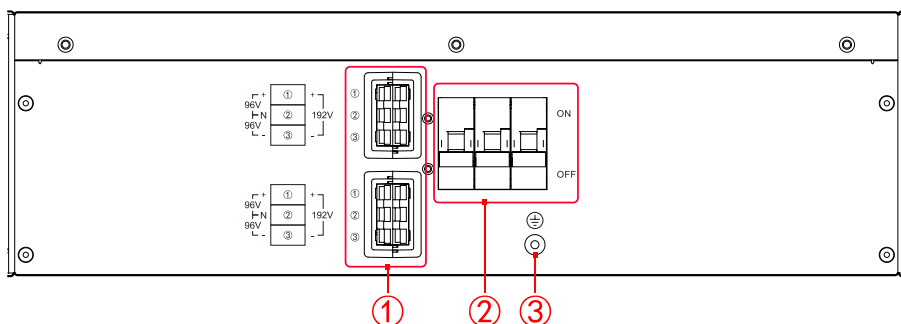 + ① +
96V
N ② 192V
96V
- ③ -
①
②
③
ON
OFF
+ ① +
96V
N ② 192V
96V
- ③ -
①
②
③
① ② ③